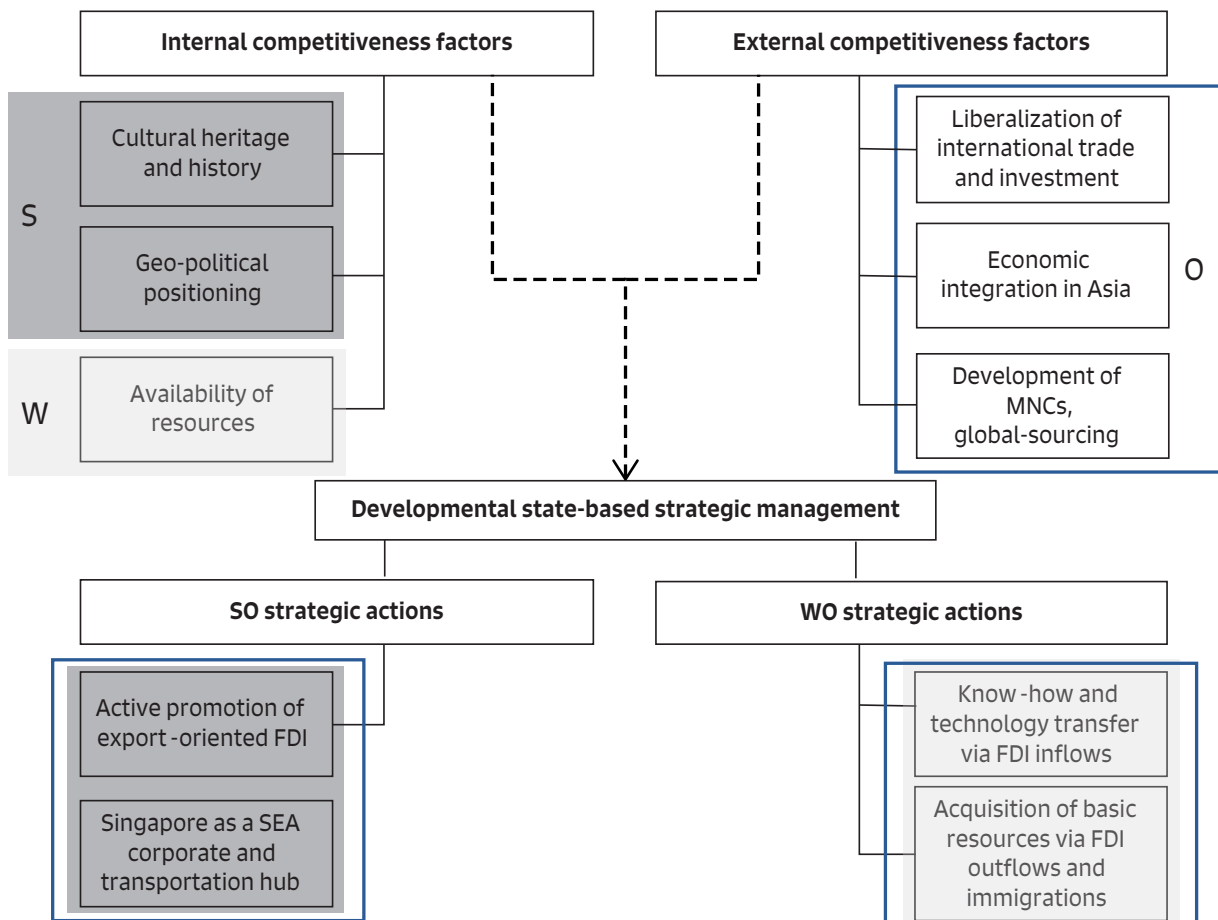 Internal competitiveness factors
External competitiveness factors
S
Cultural heritage
and history
Geo-political
positioning
W
Availability of
resources
Liberalization of
international trade
and investment
Economic
integration in Asia
O
Development of
MNCs,
global-sourcing
Developmental state-based strategic management
SO strategic actions
WO strategic actions
Active promotion of
export -oriented FDI
Singapore as a SEA
corporate and
transportation hub
Know -how and
technology transfer
via FDI inflows
Acquisition of basic
resources via FDI
outflows and
immigrations